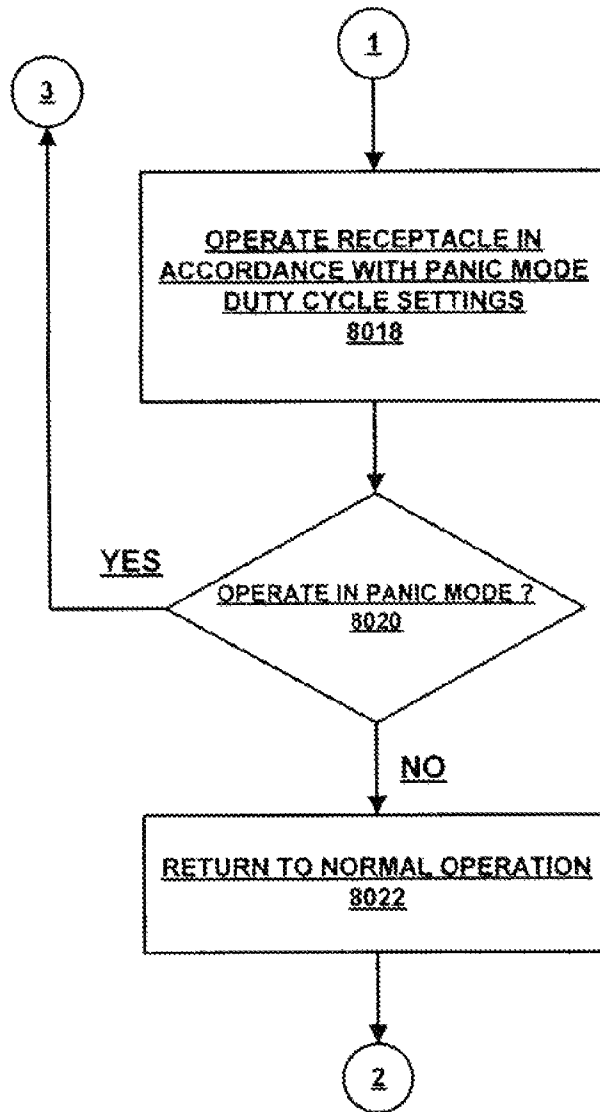 1
3
OPERATE RECEPTACLE IN
ACCORDANCE WITH PANIC MODE
DUTY CYCLE SETTINGS
8018
YES
OPERATE IN PANIC MODE ?
8020
NO
RETURN TO NORMAL OPERATION
8022
2